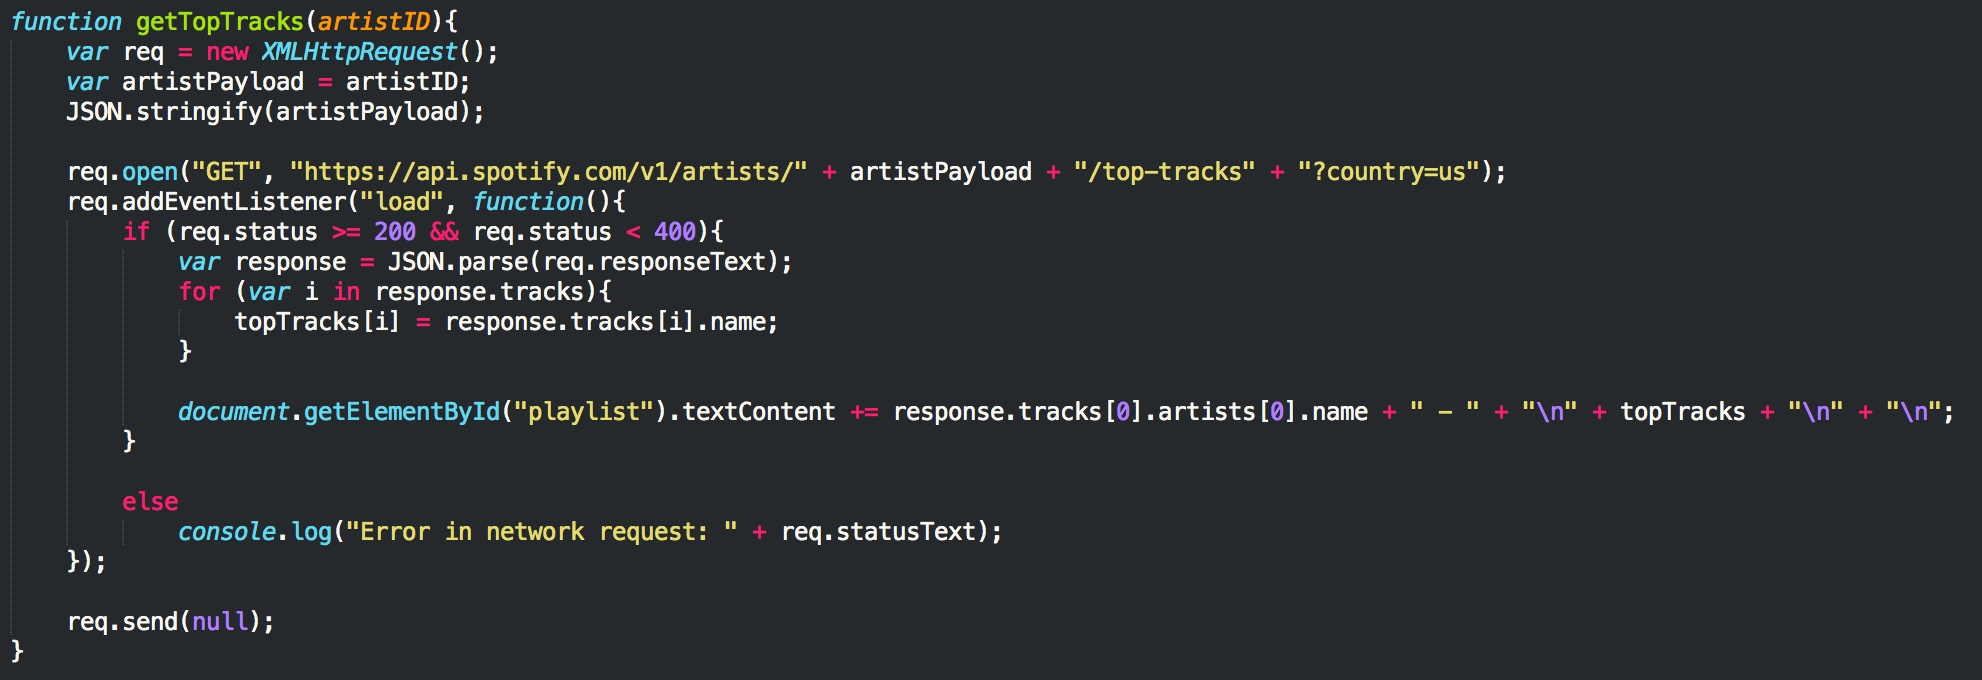 function getTopTracks(artistID){
    var req = new XMLHttpRequest();
    var artistPayload = artistID;
    JSON.stringify(artistPayload);

    req.open("GET", "https://api.spotify.com/v1/artists/" + artistPayload + "/top-tracks" + "?country=us");
    req.addEventListener("load", function(){
        if (req.status >= 200 && req.status < 400){
            var response = JSON.parse(req.responseText);
            for (var i in response.tracks){
                topTracks[i] = response.tracks[i].name;
            }

            document.getElementById("playlist").textContent += response.tracks[0].artists[0].name + " - " + "\n" + topTracks + "\n" + "\n";
        }

        else
            console.log("Error in network request: " + req.statusText);
    });

    req.send(null);
}